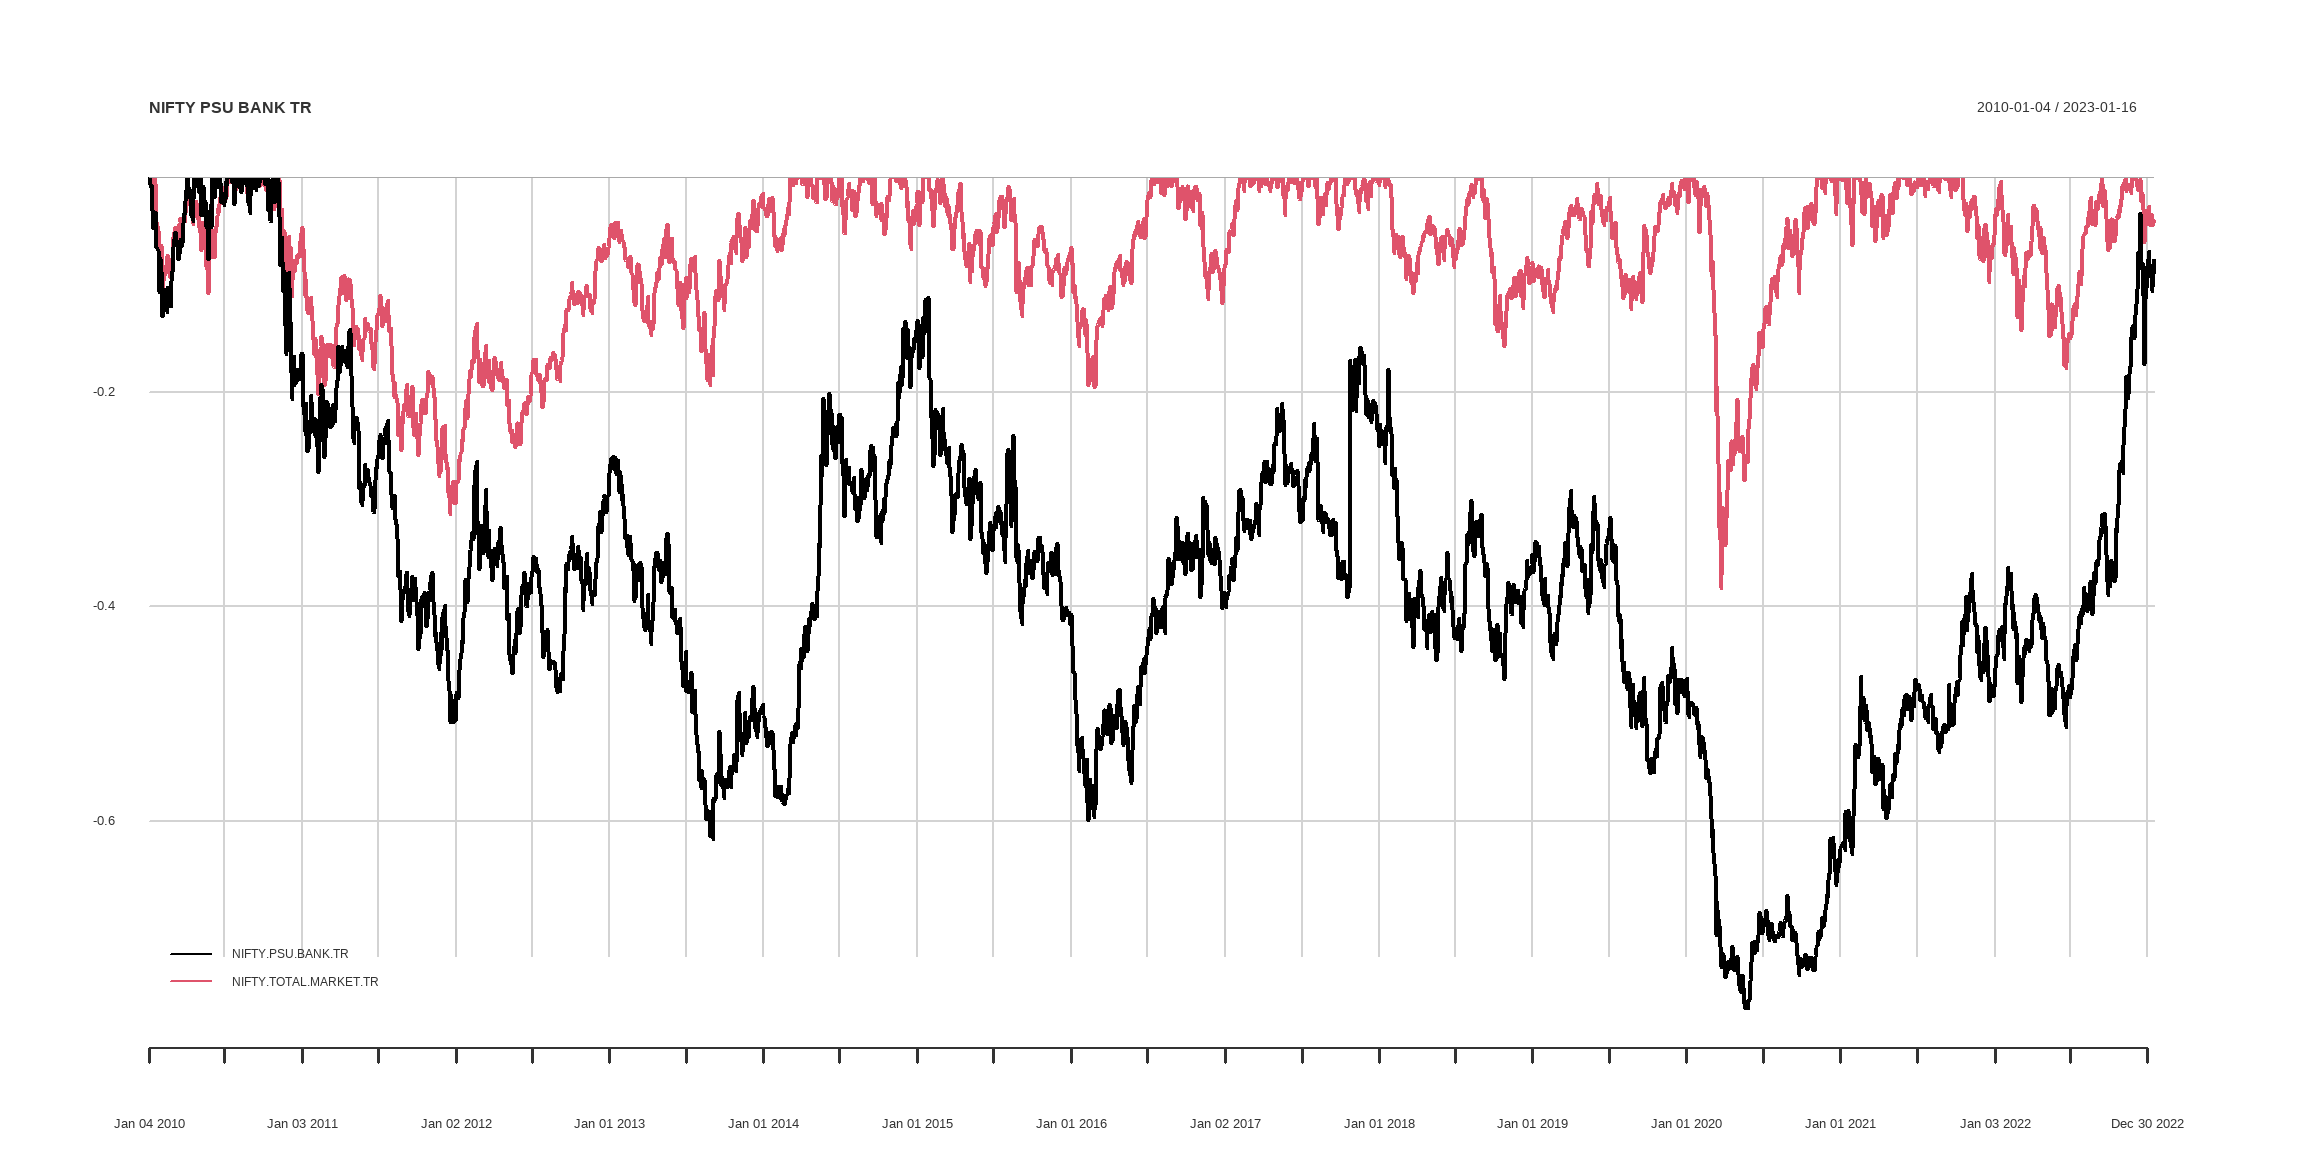 NIFTY PSU BANK TR
2010-01-04 / 2023-01-16
-0.2
-0.4
-0.6
NIFTY.PSU.BANK.TR
NIFTY.TOTAL.MARKET.TR
Jan 04 2010 Jan 03 2011 Jan 02 2012 Jan 01 2013 Jan 01 2014 Jan 01 2015 Jan 01 2016 Jan 02 2017 Jan 01 2018 Jan 01 2019 Jan 01 2020 Jan 01 2021 Jan 03 2022 Dec 30 2022